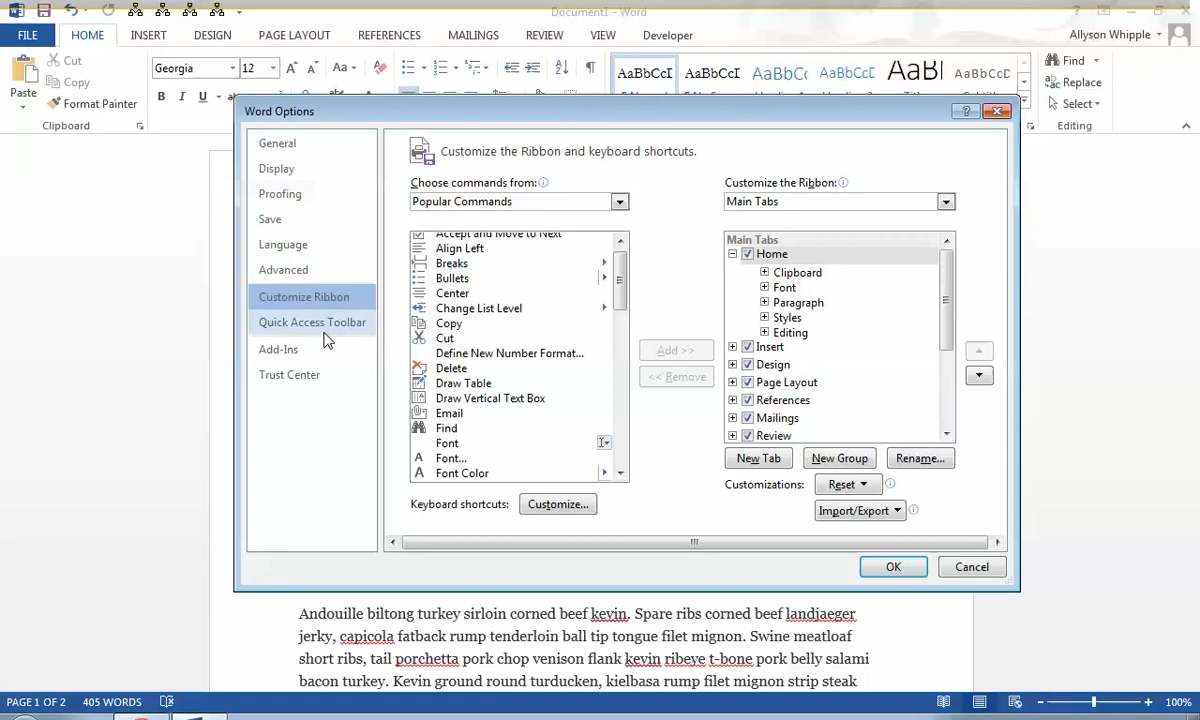 Document1 - Word
FILE HOME INSERT DESIGN PAGE LAYOUT REFERENCES MAILINGS REVIEW VIEW Developer Allyson Whipple
Cut
Copy
Format Painter
Paste
Clipboard
Georgia 12 Aa
B I U
AaBbCcI AaBbCcI AaBbC AaBbCcI AaBl AaBbCcI
Find
Replace
Select
Editing
Word Options
General
Display
Proofing
Save
Language
Advanced
Customize Ribbon
Quick Access Toolbar
Add-Ins
Trust Center
Customize the Ribbon and keyboard shortcuts.
Choose commands from:
Popular Commands
Accept and Move to Next
Align Left
Breaks
Bullets
Center
Change List Level
Copy
Cut
Define New Number Format...
Delete
Draw Table
Draw Vertical Text Box
Email
Find
Font
Font...
Font Color
Keyboard shortcuts: Customize...
Add >>
<< Remove
Customize the Ribbon:
Main Tabs
Main Tabs
Home
Clipboard
Font
Paragraph
Styles
Editing
Insert
Design
Page Layout
References
Mailings
Review
New Tab New Group Rename...
Customizations: Reset
Import/Export
OK Cancel
Andouille biltong turkey sirloin corned beef kevin. Spare ribs corned beef landjaeger
jerky, capicola fatback rump tenderloin ball tip tongue filet mignon. Swine meatloaf
short ribs, tail porchetta pork chop venison flank kevin ribeye t-bone pork belly salami
bacon turkey. Kevin ground round turducken, kielbasa rump filet mignon strip steak
PAGE 1 OF 2 405 WORDS 100%